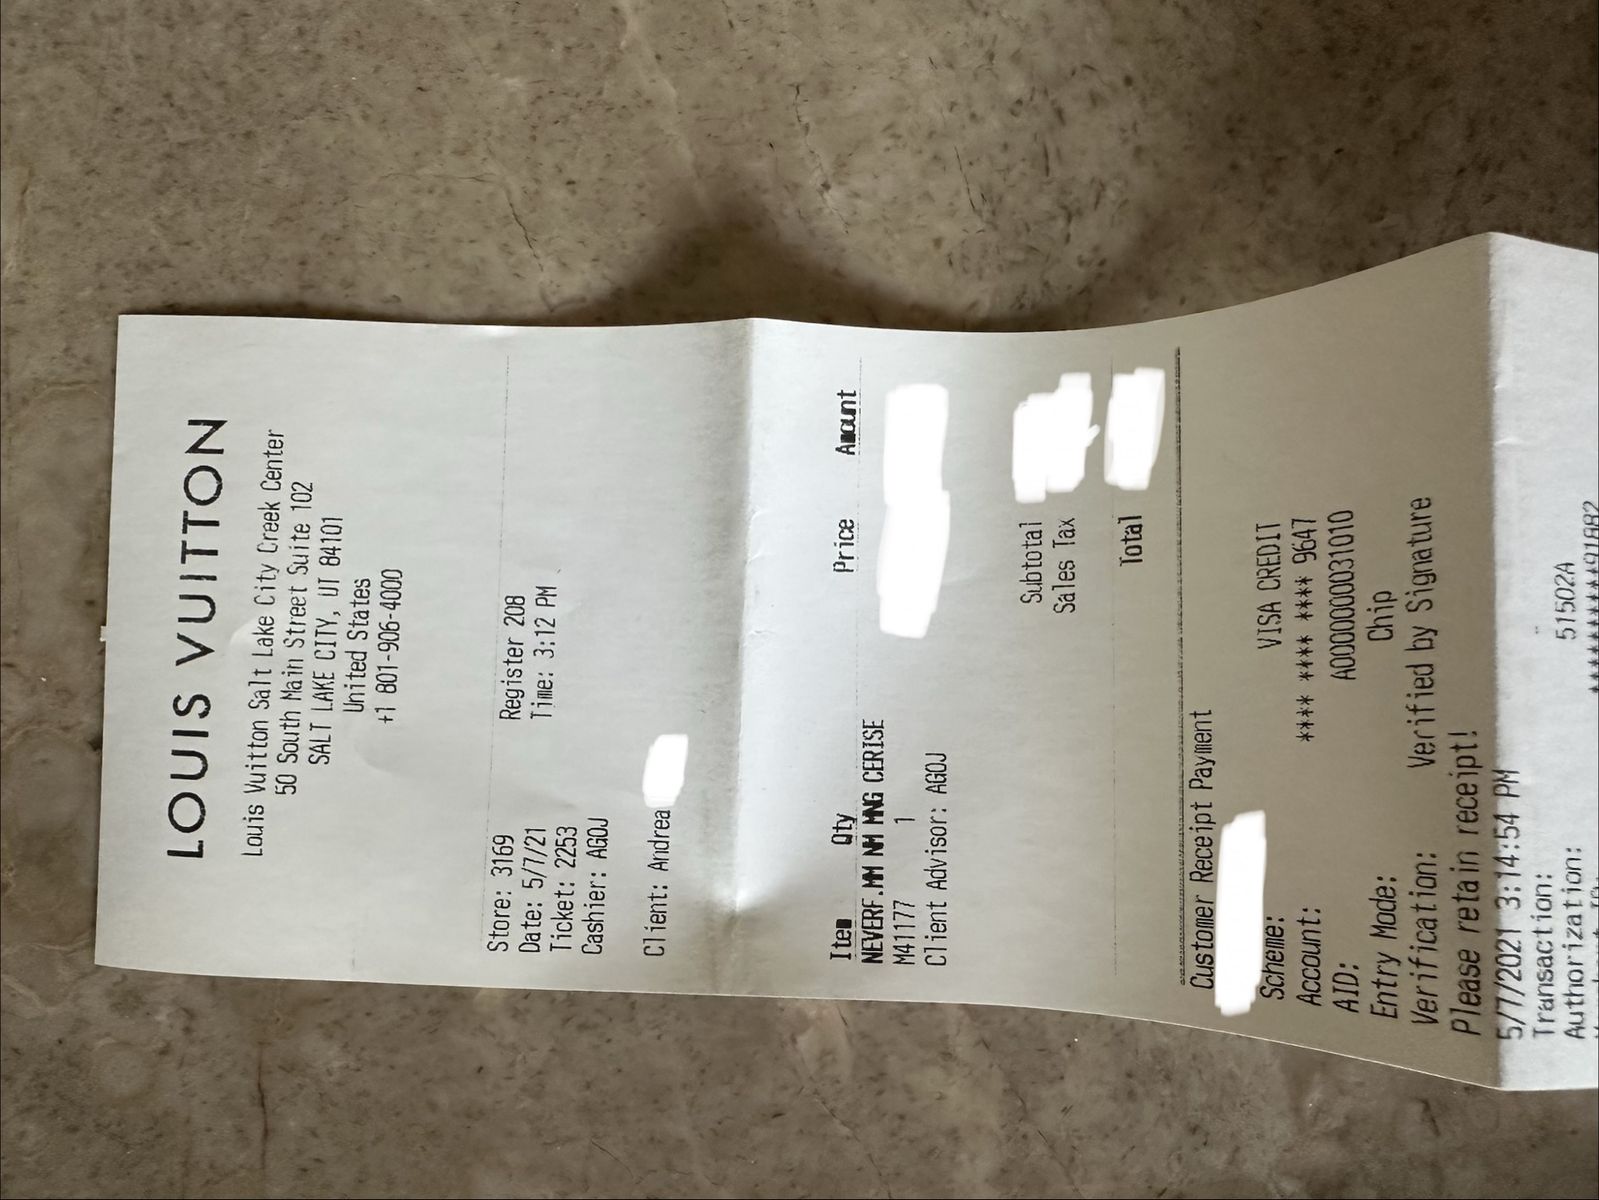 LOUIS VUITTON
Louis Vuitton Salt Lake City Creek Center
50 South Main Street Suite 102
SALT LAKE CITY, UT 84101
United States
+1 801-906-4000
Store: 3169 Register 208
Date: 5/7/21 Time: 3:12 PM
Ticket: 2253
Cashier: AGOJ
Client: Andrea
Item Qty Price Amount
NEVERF.MM NM MNG CERISE
M41177 1
Client Advisor: AGOJ
Subtotal
Sales Tax
Total
Customer Receipt Payment
Scheme: VISA CREDIT
Account: **** **** **** 9647
AID: A0000000031010
Entry Mode: Chip
Verification: Verified by Signature
Please retain receipt!
5/7/2021 3:14:54 PM
Transaction:
Authorization: 51502A